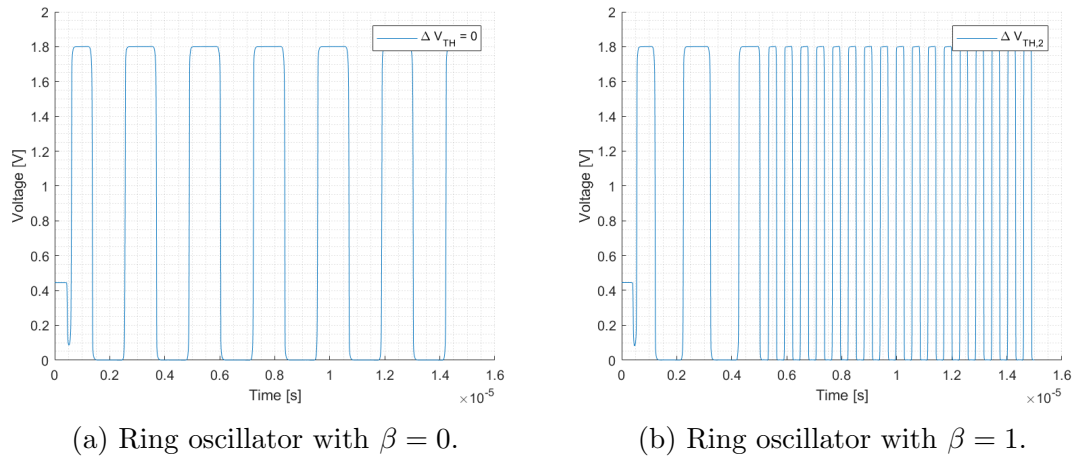 Δ V_TH = 0
Voltage [V]
1.8
1.6
1.4
1.2
1
0.8
0.6
0.4
0.2
0
0 0.2 0.4 0.6 0.8 1 1.2 1.4 1.6
Time [s]
×10^-5
(a) Ring oscillator with β = 0.
Δ V_TH,2
Voltage [V]
2
1.8
1.6
1.4
1.2
1
0.8
0.6
0.4
0.2
0
0 0.2 0.4 0.6 0.8 1 1.2 1.4 1.6
Time [s]
×10^-5
(b) Ring oscillator with β = 1.